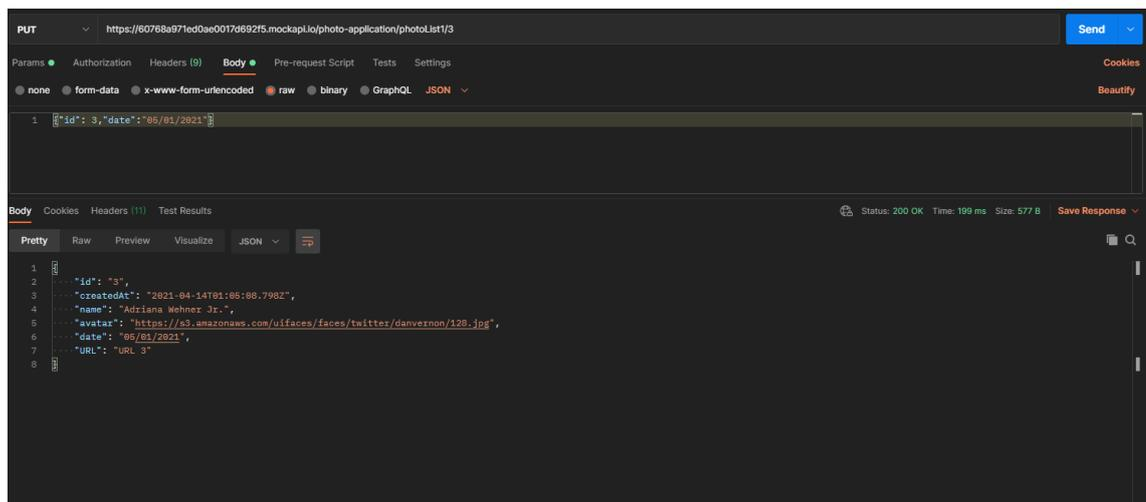 PUT https://60768a971ed0ae0017d692f5.mockapi.io/photo-application/photoList1/3 Send
Params Authorization Headers (9) Body Pre-request Script Tests Settings Cookies
none form-data x-www-form-urlencoded raw binary GraphQL JSON Beautify
1 {"id": 3,"date":"05/01/2021"}
Body Cookies Headers (11) Test Results Status: 200 OK Time: 199 ms Size: 577 B Save Response
Pretty Raw Preview Visualize JSON
1 {
2 "id": "3",
3 "createdAt": "2021-04-14T01:05:08.798Z",
4 "name": "Adriana Wehner Jr.",
5 "avatar": "https://s3.amazonaws.com/uifaces/faces/twitter/danvernon/128.jpg",
6 "date": "05/01/2021",
7 "URL": "URL 3"
8 }